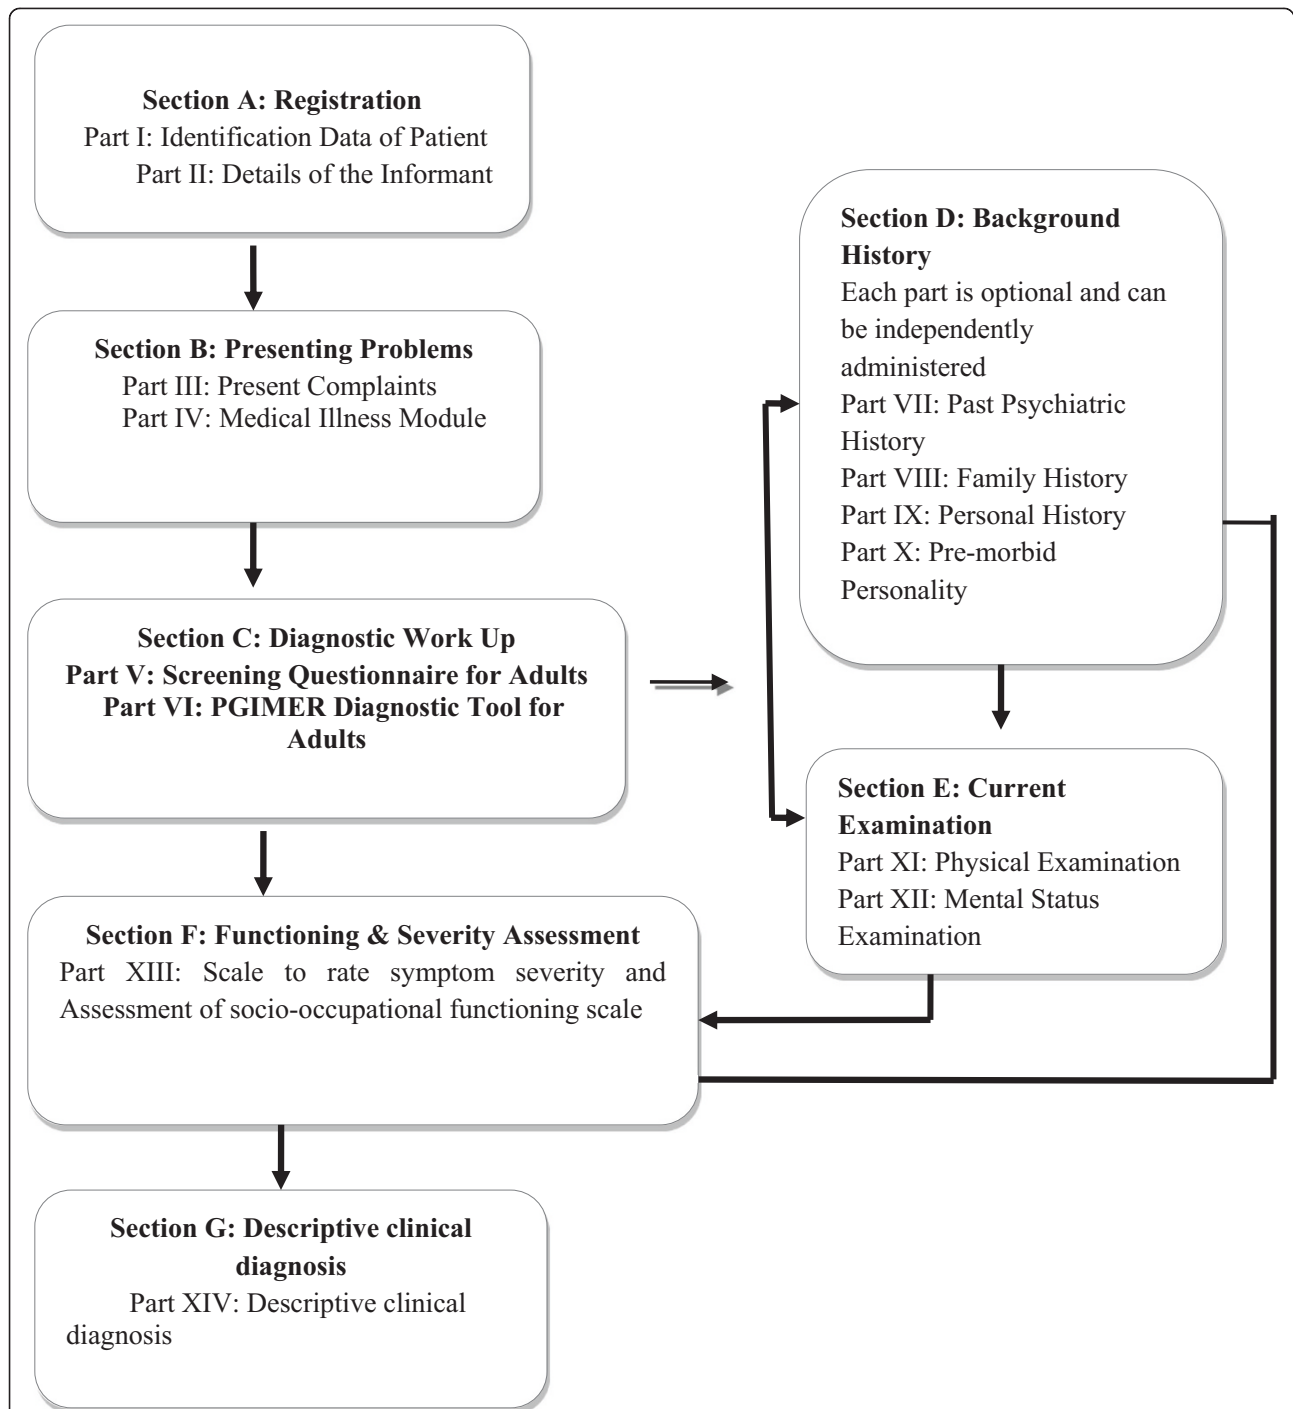 Section A: Registration
Part I: Identification Data of Patient
Part II: Details of the Informant
Section B: Presenting Problems
Part III: Present Complaints
Part IV: Medical Illness Module
Section C: Diagnostic Work Up
Part V: Screening Questionnaire for Adults
Part VI: PGIMER Diagnostic Tool for
Adults
Section D: Background
History
Each part is optional and can
be independently
administered
Part VII: Past Psychiatric
History
Part VIII: Family History
Part IX: Personal History
Part X: Pre-morbid
Personality
Section E: Current
Examination
Part XI: Physical Examination
Part XII: Mental Status
Examination
Section F: Functioning & Severity Assessment
Part XIII: Scale to rate symptom severity and
Assessment of socio-occupational functioning scale
Section G: Descriptive clinical
diagnosis
Part XIV: Descriptive clinical
diagnosis